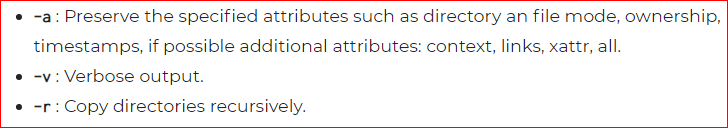 • -a : Preserve the specified attributes such as directory an file mode, ownership,
timestamps, if possible additional attributes: context, links, xattr, all.
• -v : Verbose output.
• -r : Copy directories recursively.